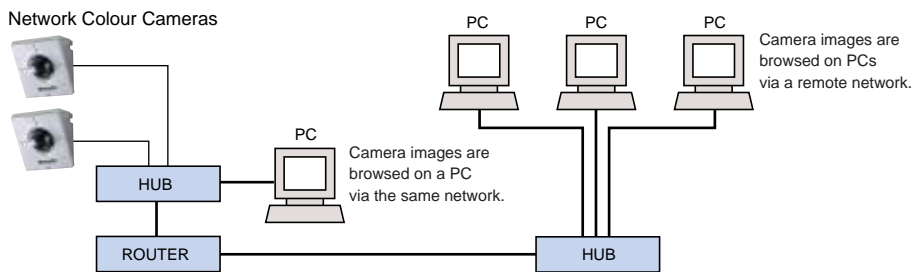 Network Colour Cameras
PC
PC
PC
Camera images are
browsed on PCs
via a remote network.
PC
Camera images are
browsed on a PC
via the same network.
HUB
ROUTER
HUB